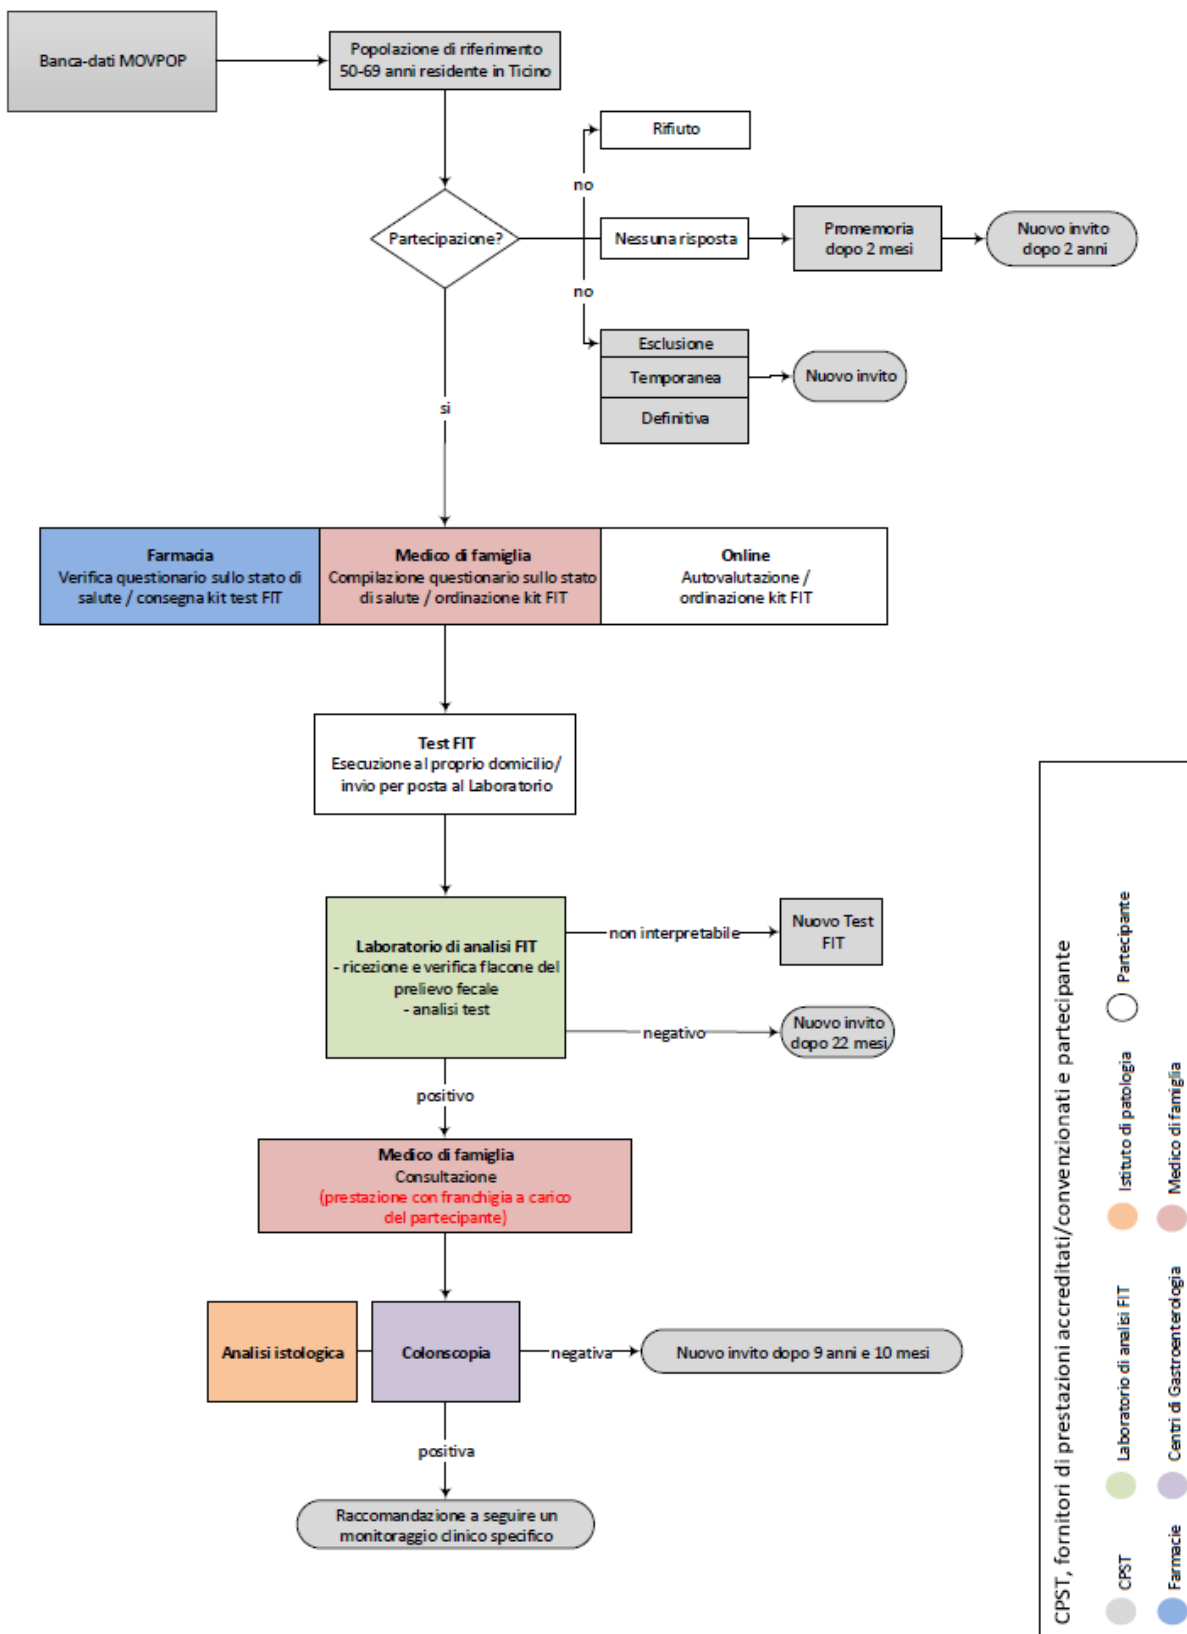 Banca-dati MOVPOP
Popolazione di riferimento
50-69 anni residente in Ticino
Rifiuto
no
Partecipazione?
Nessuna risposta
Promemoria
dopo 2 mesi
Nuovo invito
dopo 2 anni
no
Esclusione
Temporanea
Nuovo invito
Definitiva
si
Farmacia
Verifica questionario sullo stato di
salute / consegna kit test FIT
Medico di famiglia
Compilazione questionario sullo stato
di salute / ordinazione kit FIT
Online
Autovalutazione /
ordinazione kit FIT
Test FIT
Esecuzione al proprio domicilio/
invio per posta al Laboratorio
Laboratorio di analisi FIT
- ricezione e verifica flacone del
prelievo fecale
- analisi test
non interpretabile
Nuovo Test
FIT
negativo
Nuovo invito
dopo 22 mesi
positivo
Medico di famiglia
Consultazione
(prestazione con franchigia a carico
del partecipante)
Analisi istologica
Colonscopia
negativa
Nuovo invito dopo 9 anni e 10 mesi
positiva
Raccomandazione a seguire un
monitoraggio clinico specifico
CPST, fornitori di prestazioni accreditati/convenzionati e partecipante
CPST
Laboratorio di analisi FIT
Istituto di patologia
Partecipante
Farmacie
Centri di Gastroenterologia
Medico di famiglia